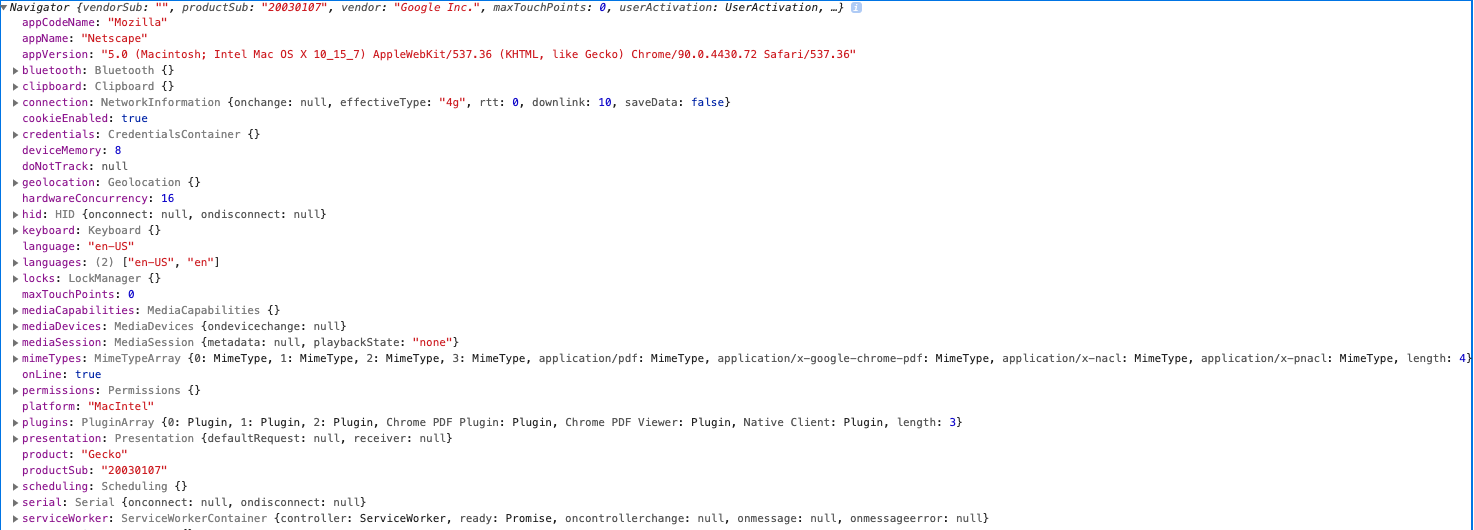 Navigator {vendorSub: "", productSub: "20030107", vendor: "Google Inc.", maxTouchPoints: 0, userActivation: UserActivation, …} i
appCodeName: "Mozilla"
appName: "Netscape"
appVersion: "5.0 (Macintosh; Intel Mac OS X 10_15_7) AppleWebKit/537.36 (KHTML, like Gecko) Chrome/90.0.4430.72 Safari/537.36"
bluetooth: Bluetooth {}
clipboard: Clipboard {}
connection: NetworkInformation {onchange: null, effectiveType: "4g", rtt: 0, downlink: 10, saveData: false}
cookieEnabled: true
credentials: CredentialsContainer {}
deviceMemory: 8
doNotTrack: null
geolocation: Geolocation {}
hardwareConcurrency: 16
hid: HID {onconnect: null, ondisconnect: null}
keyboard: Keyboard {}
language: "en-US"
languages: (2) ["en-US", "en"]
locks: LockManager {}
maxTouchPoints: 0
mediaCapabilities: MediaCapabilities {}
mediaDevices: MediaDevices {ondevicechange: null}
mediaSession: MediaSession {metadata: null, playbackState: "none"}
mimeTypes: MimeTypeArray {0: MimeType, 1: MimeType, 2: MimeType, 3: MimeType, application/pdf: MimeType, application/x-google-chrome-pdf: MimeType, application/x-nacl: MimeType, application/x-pnacl: MimeType, length: 4}
onLine: true
permissions: Permissions {}
platform: "MacIntel"
plugins: PluginArray {0: Plugin, 1: Plugin, 2: Plugin, Chrome PDF Plugin: Plugin, Chrome PDF Viewer: Plugin, Native Client: Plugin, length: 3}
presentation: Presentation {defaultRequest: null, receiver: null}
product: "Gecko"
productSub: "20030107"
scheduling: Scheduling {}
serial: Serial {onconnect: null, ondisconnect: null}
serviceWorker: ServiceWorkerContainer {controller: ServiceWorker, ready: Promise, oncontrollerchange: null, onmessage: null, onmessageerror: null}